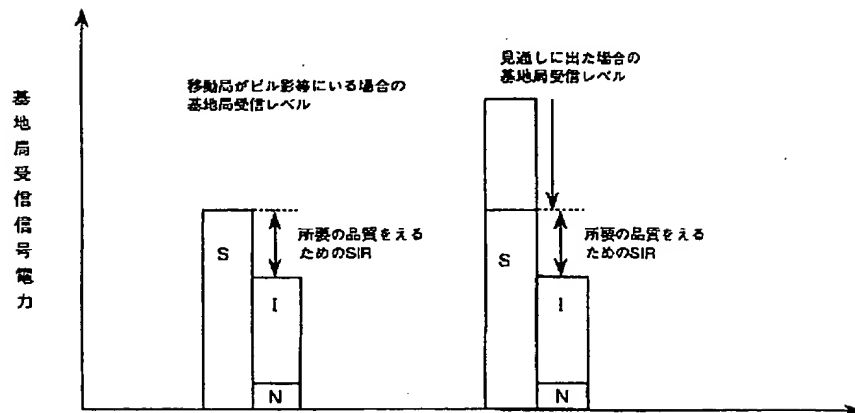 基地局受信信号電力
移動局がビル影等にいる場合の
基地局受信レベル
見通しに出た場合の
基地局受信レベル
S
所要の品質をえる
ためのSIR
I
N
S
所要の品質をえる
ためのSIR
I
N